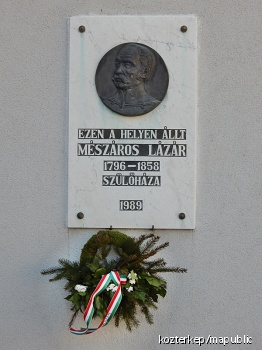 EZEN A HELYEN ÁLLT
MÉSZÁROS LÁZÁR
1796-1858
SZÜLŐHÁZA
1989
kozterkep/mapublic